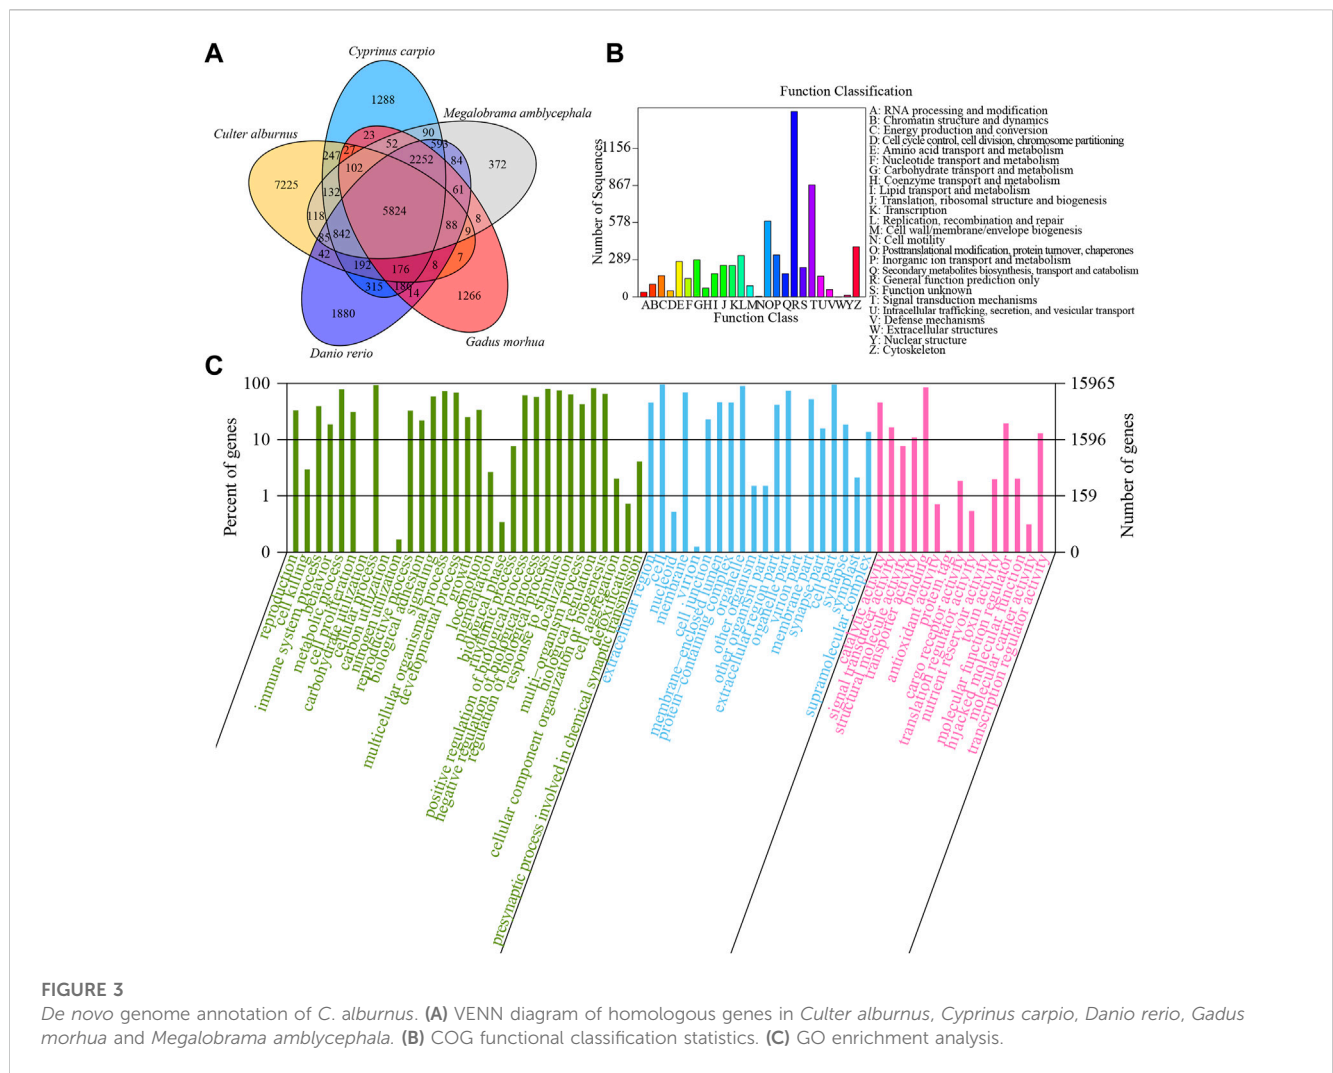 A
Cyprinus carpio
Megalobrama amblycephala
Culter alburnus
Danio rerio
Gadus morhua
1288
23
90
593
52
27
247
102
2252
84
372
7225
132
61
118
5824
8
88
9
85
842
42
192
176
8
7
315
186
14
1266
1880
B
Function Classification
Number of Sequences
1156
867
578
289
0
A B C D E F G H I J K L M N O P Q R S T U V W Y Z
Function Class
A: RNA processing and modification
B: Chromatin structure and dynamics
C: Energy production and conversion
D: Cell cycle control, cell division, chromosome partitioning
E: Amino acid transport and metabolism
F: Nucleotide transport and metabolism
G: Carbohydrate transport and metabolism
H: Coenzyme transport and metabolism
I: Lipid transport and metabolism
J: Translation, ribosomal structure and biogenesis
K: Transcription
L: Replication, recombination and repair
M: Cell wall/membrane/envelope biogenesis
N: Cell motility
O: Posttranslational modification, protein turnover, chaperones
P: Inorganic ion transport and metabolism
Q: Secondary metabolites biosynthesis, transport and catabolism
R: General function prediction only
S: Function unknown
T: Signal transduction mechanisms
U: Intracellular trafficking, secretion, and vesicular transport
V: Defense mechanisms
W: Extracellular structures
Y: Nuclear structure
Z: Cytoskeleton
C
Percent of genes
100
10
1
0
Number of genes
15965
1596
159
0
reproduction
cell killing
immune system process
behavior
metabolic process
cell proliferation
cellular process
carbohydrate utilization
nitrogen utilization
reproductive process
biological adhesion
signaling
multicellular organismal process
developmental process
growth
locomotion
pigmentation
biological phase
rhythmic process
positive regulation of biological process
negative regulation of biological process
regulation of biological process
response to stimulus
localization
multi-organism process
biological regulation
cellular component organization or biogenesis
cell aggregation
detoxification
presynaptic process involved in chemical synaptic transmission
extracellular region
cell
nucleoid
membrane
virion
cell junction
membrane-enclosed lumen
protein-containing complex
organelle
other organism
other organism part
extracellular region part
organelle part
virion part
membrane part
synapse part
cell part
synapse
symplast
supramolecular complex
catalytic activity
signal transducer activity
structural molecule activity
transporter activity
binding
antioxidant activity
protein tag
cargo receptor activity
translation regulator activity
nutrient reservoir activity
toxin activity
molecular function regulator
hijacked molecular function
molecular carrier activity
transcription regulator activity
FIGURE 3
De novo genome annotation of C. alburnus. (A) VENN diagram of homologous genes in Culter alburnus, Cyprinus carpio, Danio rerio, Gadus
morhua and Megalobrama amblycephala. (B) COG functional classification statistics. (C) GO enrichment analysis.